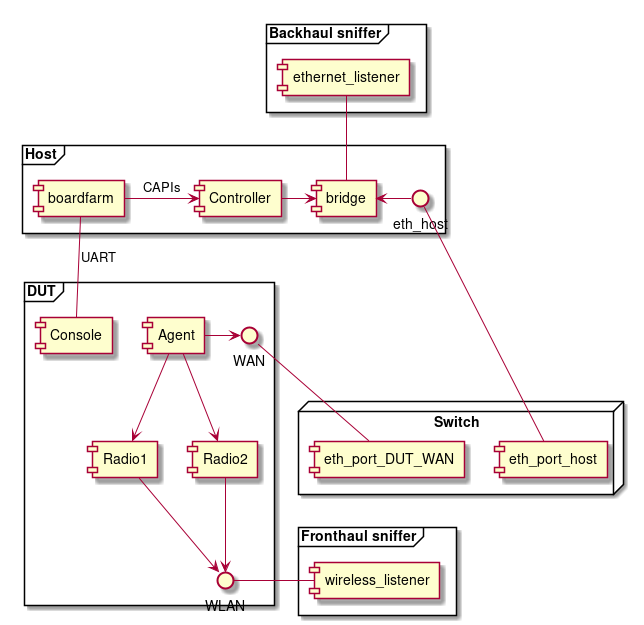 Backhaul sniffer
ethernet_listener
Host
boardfarm
CAPIs
Controller
bridge
eth_host
UART
DUT
Console
Agent
WAN
Switch
Radio1
Radio2
eth_port_DUT_WAN
eth_port_host
Fronthaul sniffer
wireless_listener
WLAN